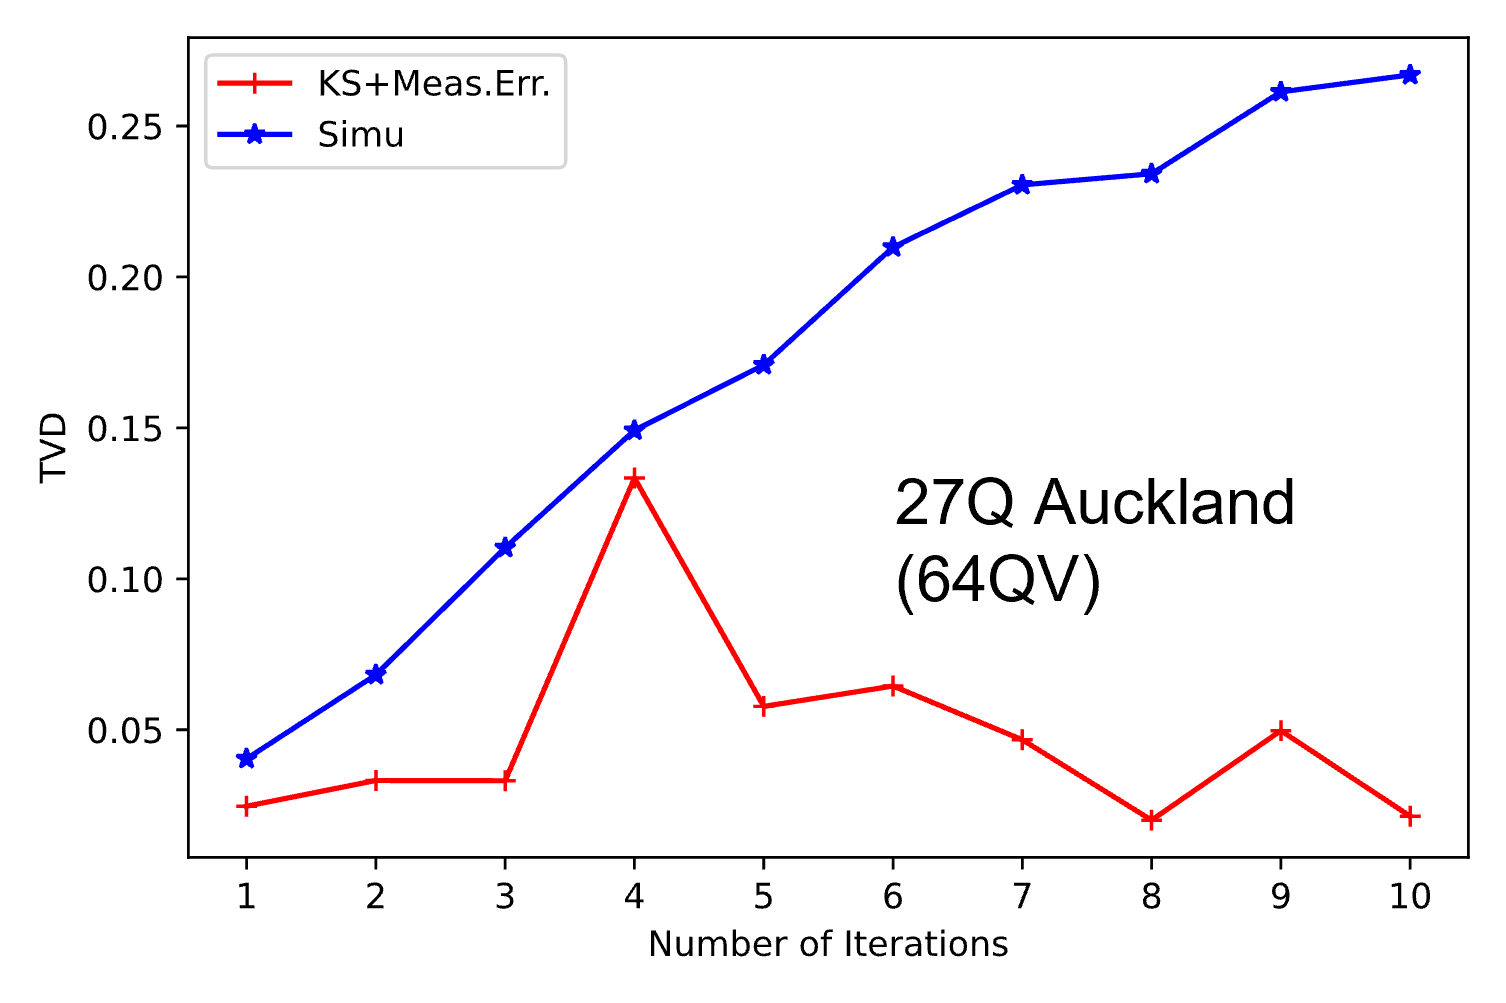 KS+Meas.Err.
Simu
0.25
0.20
0.15
0.10
0.05
TVD
27Q Auckland
(64QV)
1 2 3 4 5 6 7 8 9 10
Number of Iterations